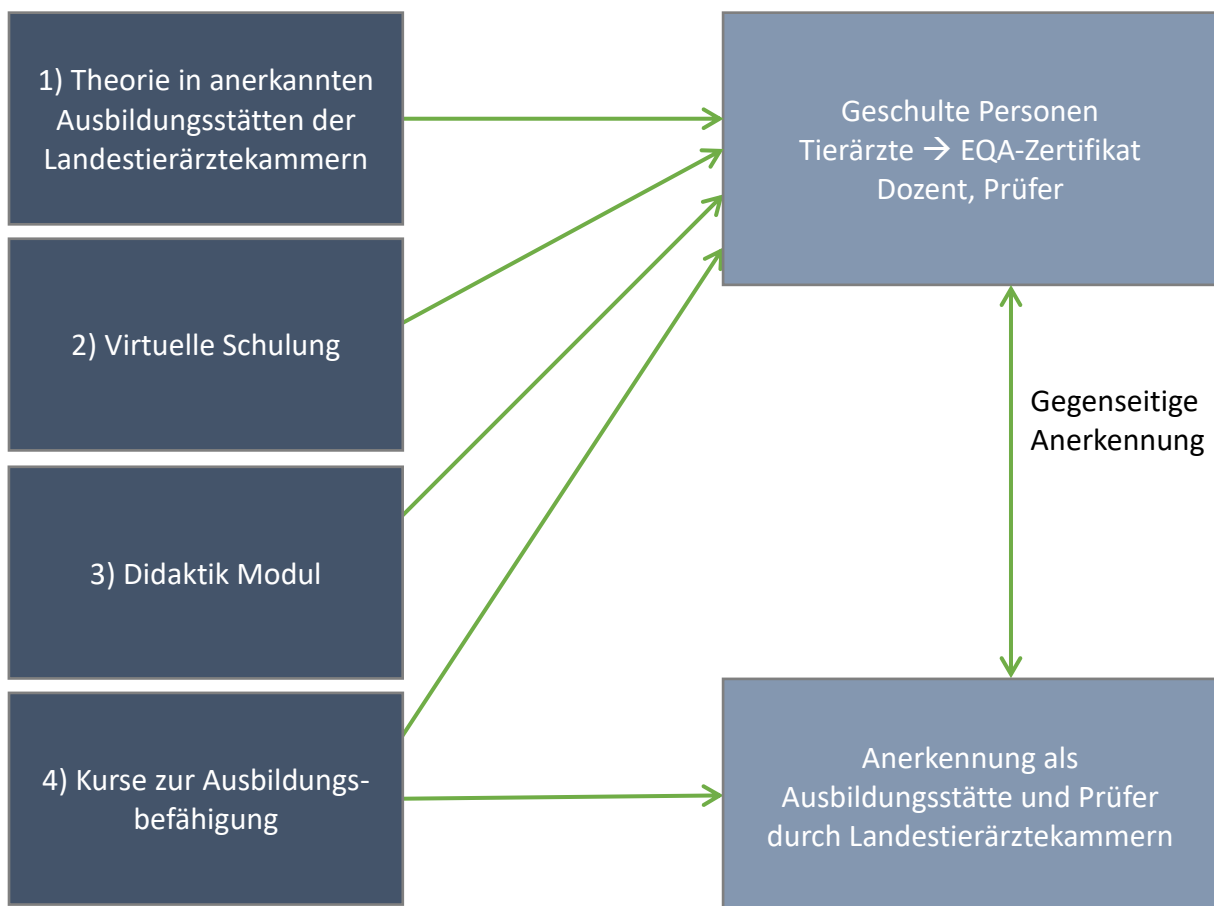 1) Theorie in anerkannten
Ausbildungsstätten der
Landestierärztekammern
Geschulte Personen
Tierärzte → EQA-Zertifikat
Dozent, Prüfer
2) Virtuelle Schulung
Gegenseitige
Anerkennung
3) Didaktik Modul
4) Kurse zur Ausbildungs-
befähigung
Anerkennung als
Ausbildungsstätte und Prüfer
durch Landestierärztekammern